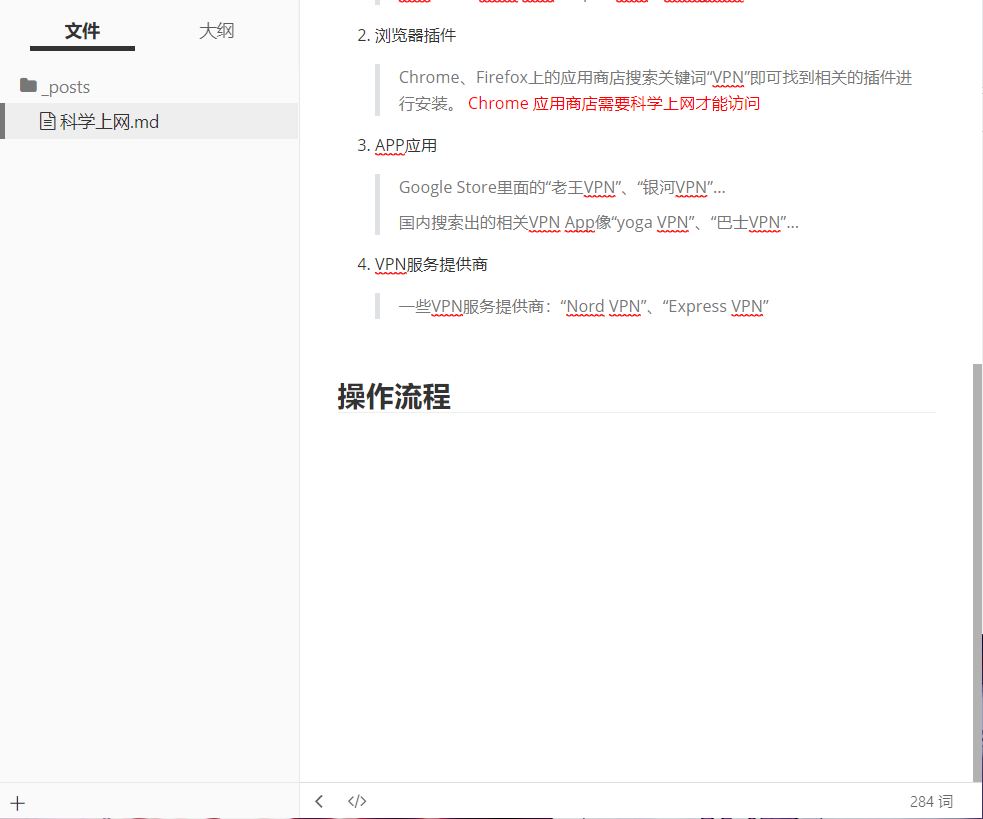 文件
大纲
_posts
科学上网.md
2. 浏览器插件
Chrome、Firefox上的应用商店搜索关键词“VPN”即可找到相关的插件进
行安装。 Chrome 应用商店需要科学上网才能访问
3. APP应用
Google Store里面的“老王VPN”、“银河VPN”...
国内搜索出的相关VPN App像“yoga VPN”、“巴士VPN”...
4. VPN服务提供商
一些VPN服务提供商：“Nord VPN”、“Express VPN”
操作流程
284 词